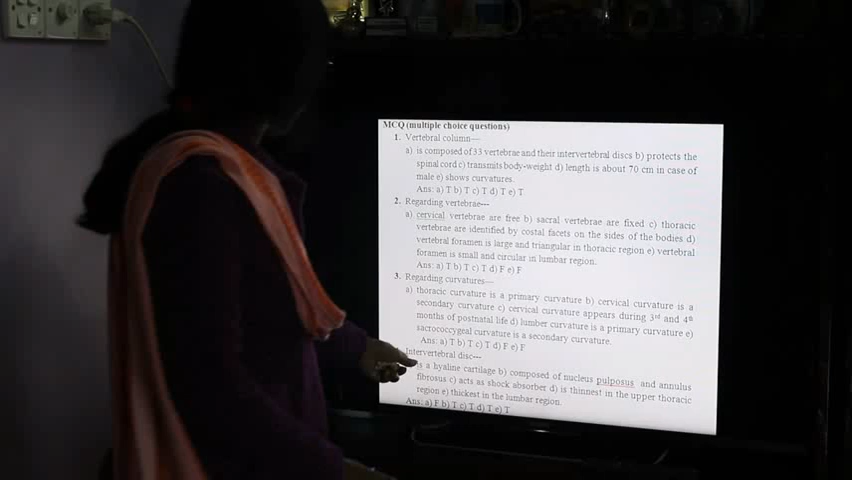 MCQ (multiple choice questions)
1. Vertebral column---
a) is composed of 33 vertebrae and their intervertebral discs b) protects the
spinal cord c) transmits body-weight d) length is about 70 cm in case of
male e) shows curvatures.
Ans: a) T b) T c) T d) T e) T
2. Regarding vertebrae---
a) cervical vertebrae are free b) sacral vertebrae are fixed c) thoracic
vertebrae are identified by costal facets on the sides of the bodies d)
vertebral foramen is large and triangular in thoracic region e) vertebral
foramen is small and circular in lumbar region.
Ans: a) T b) T c) T d) F e) F
3. Regarding curvatures---
a) thoracic curvature is a primary curvature b) cervical curvature is a
secondary curvature c) cervical curvature appears during 3rd and 4th
months of postnatal life d) lumber curvature is a primary curvature e)
sacrococcygeal curvature is a secondary curvature.
Ans: a) T b) T c) T d) F e) F
Intervertebral disc---
is a hyaline cartilage b) composed of nucleus pulposus and annulus
fibrosus c) acts as shock absorber d) is thinnest in the upper thoracic
region e) thickest in the lumbar region.
Ans: a) F b) T c) T d) T e) T